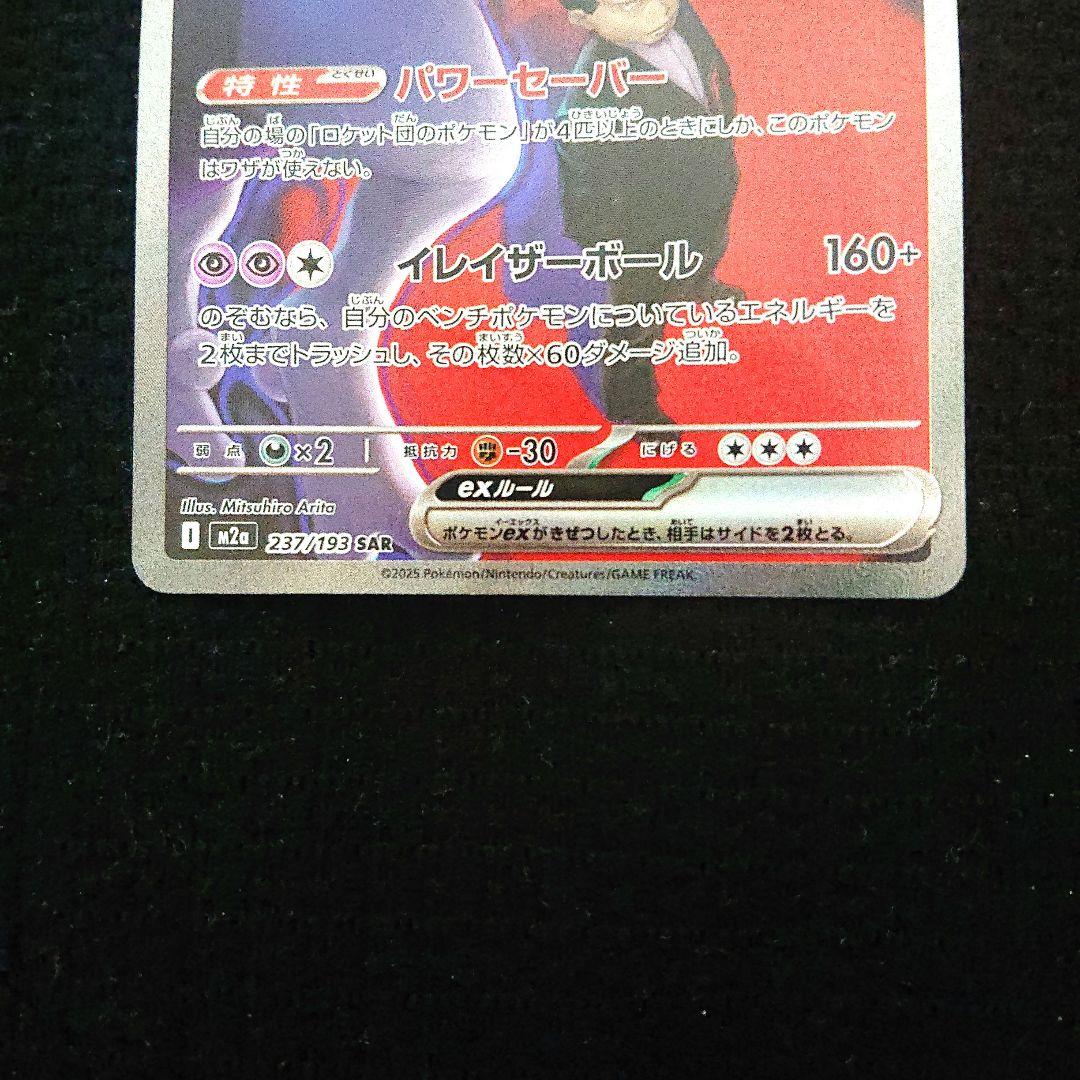 特性 とくせい パワーセーバー
自分の場の「ロケット団のポケモン」が4匹以上のときにしか、このポケモン
はワザが使えない。
イレイザーボール 160+
のぞむなら、自分のベンチポケモンについているエネルギーを
2枚までトラッシュし、その枚数×60ダメージ追加。
弱点 ×2 抵抗力 -30 にげる
exルール
ポケモンexがきぜつしたとき、相手はサイドを2枚とる。
Illus. Mitsuhiro Arita
I M2a 237/193 SAR
©2025 Pokémon/Nintendo/Creatures/GAME FREAK.